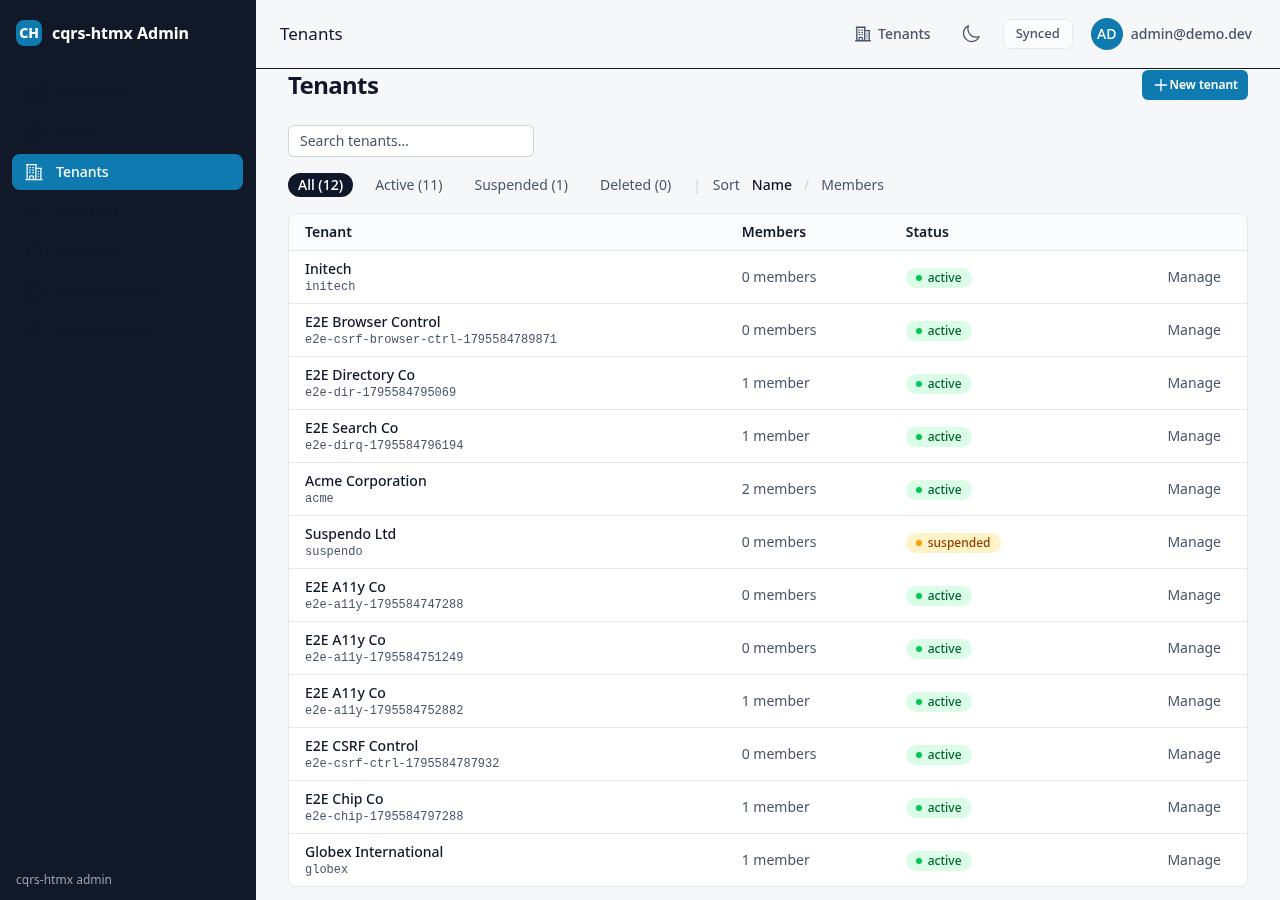 CH cqrs-htmx Admin
Tenants
cqrs-htmx admin
Tenants
Tenants
Synced
AD admin@demo.dev
Tenants
New tenant
Search tenants...
All (12) Active (11) Suspended (1) Deleted (0) | Sort Name / Members
Tenant Members Status
Initech
initech
0 members active Manage
E2E Browser Control
e2e-csrf-browser-ctrl-1795584789871
0 members active Manage
E2E Directory Co
e2e-dir-1795584795069
1 member active Manage
E2E Search Co
e2e-dirq-1795584796194
1 member active Manage
Acme Corporation
acme
2 members active Manage
Suspendo Ltd
suspendo
0 members suspended Manage
E2E A11y Co
e2e-a11y-1795584747288
0 members active Manage
E2E A11y Co
e2e-a11y-1795584751249
0 members active Manage
E2E A11y Co
e2e-a11y-1795584752882
1 member active Manage
E2E CSRF Control
e2e-csrf-ctrl-1795584787932
0 members active Manage
E2E Chip Co
e2e-chip-1795584797288
1 member active Manage
Globex International
globex
1 member active Manage